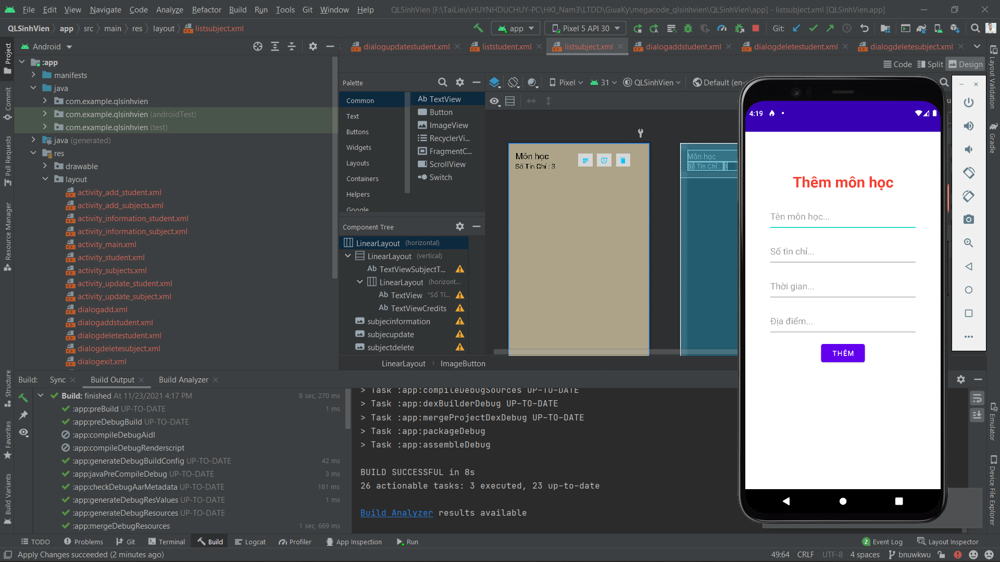 File Edit View Navigate Code Analyze Refactor Build Run Tools Git Window Help QLSinhVien [F:\TaiLieu\HUYNHDUCHUY-PC\HKI_Nam3\LTDD\GiuaKy\megacode_qlsinhvien\QLSinhVien\app] - listsubject.xml [QLSinhVien.app]
QLSinhVien app src main res layout listsubject.xml app Pixel 5 API 30 Git:
Android dialogupdatestudent.xml liststudent.xml listsubject.xml dialogaddstudent.xml dialogdeletestudent.xml dialogdeletesubject.xml
Code Split Design
Project
Commit
Pull Requests
Resource Manager
Structure
Favorites
Build Variants
:app
manifests
java
com.example.qlsinhvien
com.example.qlsinhvien (androidTest)
com.example.qlsinhvien (test)
java (generated)
res
drawable
layout
activity_add_student.xml
activity_add_subjects.xml
activity_information_student.xml
activity_information_subject.xml
activity_main.xml
activity_student.xml
activity_subjects.xml
activity_update_student.xml
activity_update_subject.xml
dialogadd.xml
dialogaddstudent.xml
dialogdeletestudent.xml
dialogdeletesubject.xml
dialogexit.xml
Palette
Common
Text
Buttons
Widgets
Layouts
Containers
Helpers
Google
Ab TextView
Button
ImageView
RecyclerVi...
FragmentC...
ScrollView
Switch
Pixel 31 QLSinhVien Default (en-
Component Tree
LinearLayout (horizontal)
LinearLayout (vertical)
Ab TextViewSubjectT...
LinearLayout (horizont...
Ab TextView "Số Tí...
Ab TextViewCredits
subjecinformation
subjecupdate
subjectdelete
Môn học
Số Tín Chỉ : 3
Môn học
Số Tín Chỉ : 3
LinearLayout ImageButton
4:19
Thêm môn học
Tên môn học...
Số tìn chỉ...
Thời gian...
Địa điểm...
THÊM
Layout Validation
Gradle
Emulator
Device File Explorer
Build: Sync Build Output Build Analyzer
Build: finished At 11/23/2021 4:17 PM 8 sec, 270 ms
:app:preBuild UP-TO-DATE 1 ms
:app:preDebugBuild UP-TO-DATE
:app:compileDebugAidl
:app:compileDebugRenderscript
:app:generateDebugBuildConfig UP-TO-DATE 42 ms
:app:javaPreCompileDebug UP-TO-DATE 3 ms
:app:checkDebugAarMetadata UP-TO-DATE 181 ms
:app:generateDebugResValues UP-TO-DATE 1 ms
:app:generateDebugResources UP-TO-DATE
:app:mergeDebugResources 1 sec, 669 ms
> Task :app:compileDebugSources UP-TO-DATE
> Task :app:dexBuilderDebug UP-TO-DATE
> Task :app:mergeProjectDexDebug UP-TO-DATE
> Task :app:packageDebug
> Task :app:assembleDebug
BUILD SUCCESSFUL in 8s
26 actionable tasks: 3 executed, 23 up-to-date
Build Analyzer results available
TODO Problems Git Terminal Build Logcat Profiler App Inspection Run 2 Event Log Layout Inspector
Apply Changes succeeded (2 minutes ago) 49:64 CRLF UTF-8 4 spaces bnuwkwu